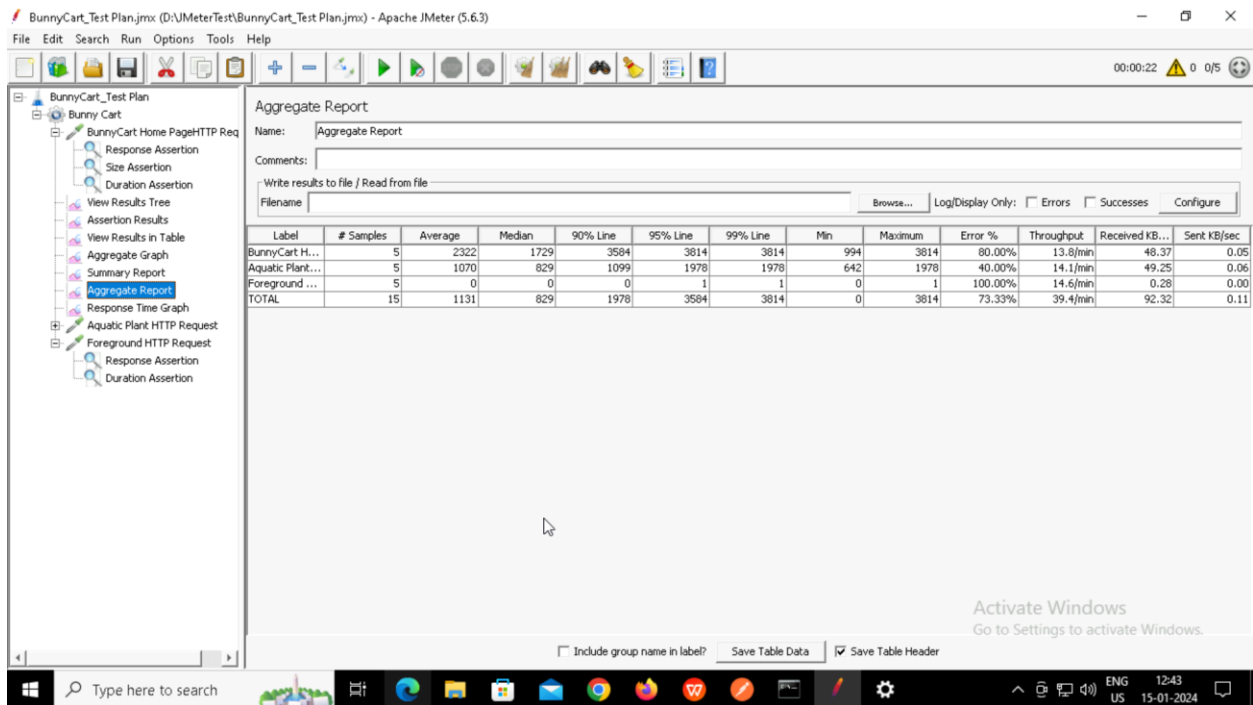 BunnyCart_Test Plan.jmx (D:\JMeterTest\BunnyCart_Test Plan.jmx) - Apache JMeter (5.6.3)
File Edit Search Run Options Tools Help
00:00:22 0 0/5
BunnyCart_Test Plan
Bunny Cart
BunnyCart Home PageHTTP Req
Response Assertion
Size Assertion
Duration Assertion
View Results Tree
Assertion Results
View Results in Table
Aggregate Graph
Summary Report
Aggregate Report
Response Time Graph
Aquatic Plant HTTP Request
Foreground HTTP Request
Response Assertion
Duration Assertion
Aggregate Report
Name: Aggregate Report
Comments:
Write results to file / Read from file
Filename Browse... Log/Display Only: Errors Successes Configure
Label # Samples Average Median 90% Line 95% Line 99% Line Min Maximum Error % Throughput Received KB... Sent KB/sec
BunnyCart H... 5 2322 1729 3584 3814 3814 994 3814 80.00% 13.8/min 48.37 0.05
Aquatic Plant... 5 1070 829 1099 1978 1978 642 1978 40.00% 14.1/min 49.25 0.06
Foreground ... 5 0 0 0 1 1 0 1 100.00% 14.6/min 0.28 0.00
TOTAL 15 1131 829 1978 3584 3814 0 3814 73.33% 39.4/min 92.32 0.11
Activate Windows
Go to Settings to activate Windows.
Include group name in label? Save Table Data Save Table Header
Type here to search
ENG 12:43
US 15-01-2024